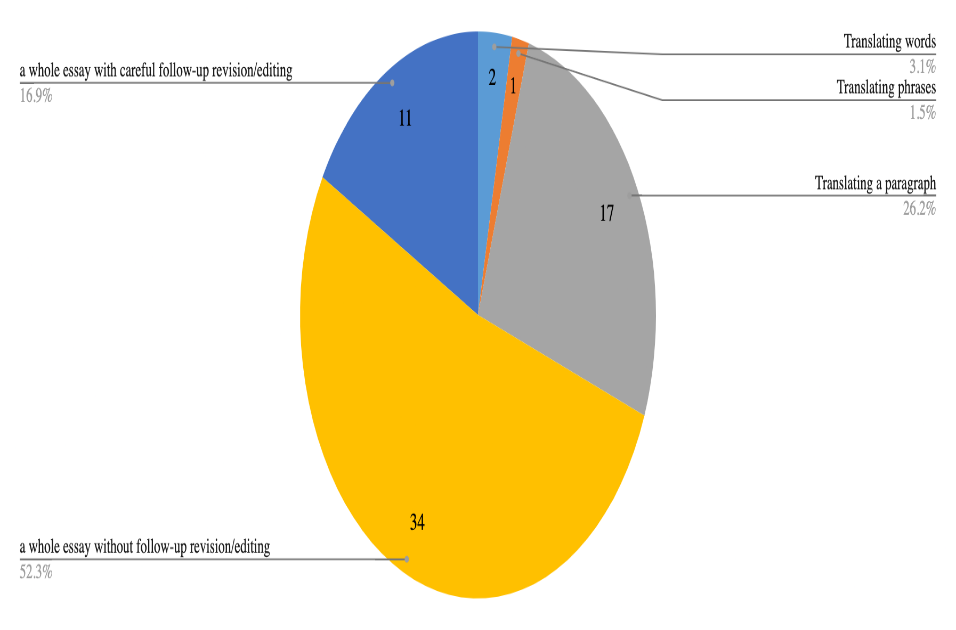 Translating words
3.1%
Translating phrases
1.5%
a whole essay with careful follow-up revision/editing
16.9%
2
1
11
Translating a paragraph
26.2%
17
34
a whole essay without follow-up revision/editing
52.3%